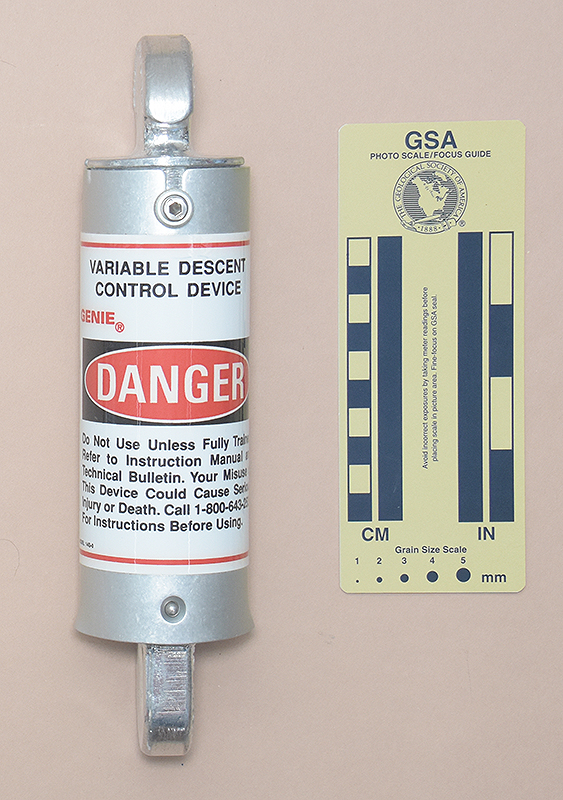 VARIABLE DESCENT
CONTROL DEVICE
GENIE®
DANGER
Do Not Use Unless Fully
Refer to Instruction Manual
Technical Bulletin. Your Misuse
This Device Could Cause
Injury or Death. Call 1-800-643-
For Instructions Before Using.
GSA
PHOTO SCALE/FOCUS GUIDE
THE GEOLOGICAL SOCIETY OF AMERICA
1888
®
Avoid incorrect exposures by taking meter readings before
placing scale in picture area. Fine-focus on GSA seal.
CM
IN
Grain Size Scale
1 2 3 4 5
mm